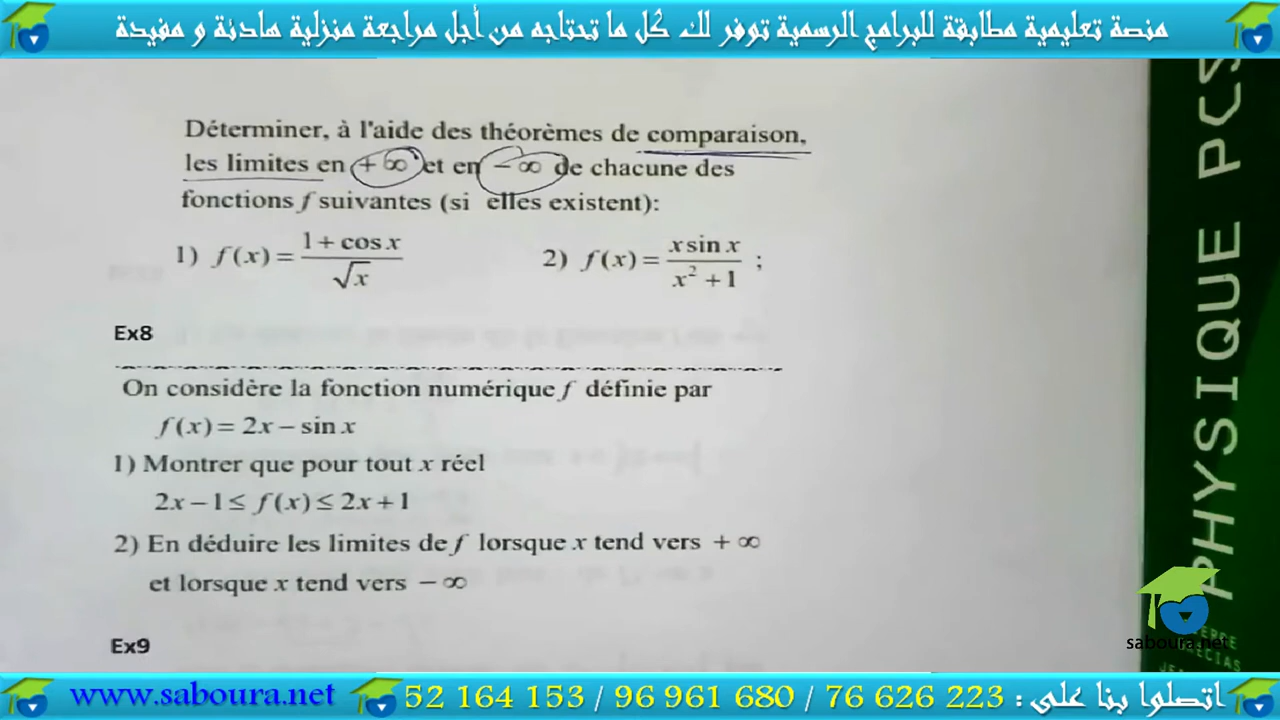 منصة تعليمية مطابقة للبرامج الرسمية توفر لك كل ما تحتاجه من أجل مراجعة منزلية هادئة و مفيدة
Déterminer, à l'aide des théorèmes de comparaison,
les limites en +∞ et en −∞ de chacune des
fonctions f suivantes (si elles existent):
1) f(x) = (1 + cos x)/√x 2) f(x) = (x sin x)/(x² + 1) ;
Ex8
On considère la fonction numérique f définie par
f(x) = 2x − sin x
1) Montrer que pour tout x réel
2x − 1 ≤ f(x) ≤ 2x + 1
2) En déduire les limites de f lorsque x tend vers +∞
et lorsque x tend vers −∞
Ex9
PHYSIQUE PCS
saboura.net
www.saboura.net 52 164 153 / 96 961 680 / 76 626 223 : اتصلوا بنا على